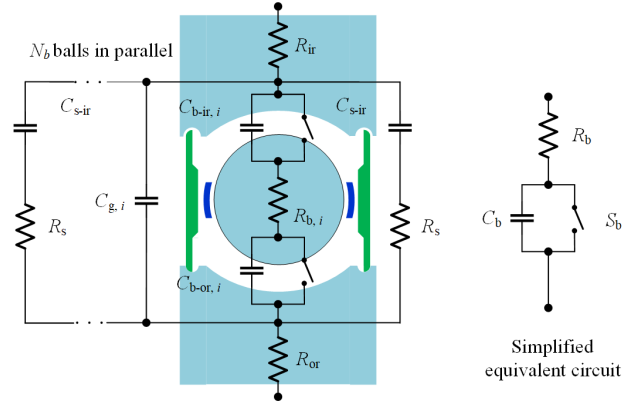 N_b balls in parallel
R_ir
C_s-ir
C_b-ir, i
C_s-ir
R_s
C_g, i
R_b, i
R_s
C_b-or, i
R_or
R_b
C_b
S_b
Simplified
equivalent circuit